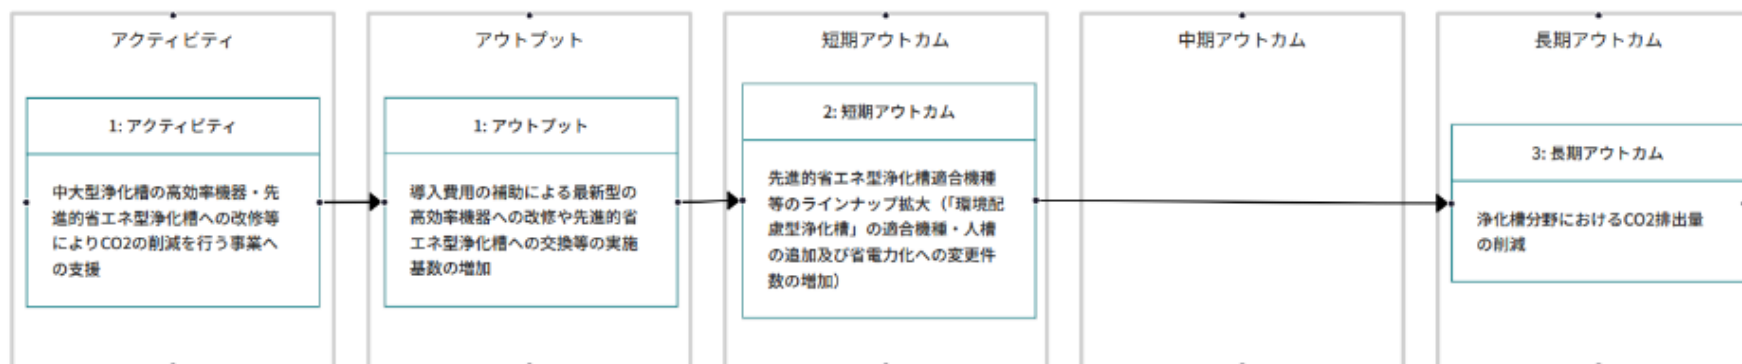 アクティビティ
アウトプット
短期アウトカム
中期アウトカム
長期アウトカム
1: アクティビティ
中大型浄化槽の高効率機器・先
進的省エネ型浄化槽への改修等
によりCO2の削減を行う事業へ
の支援
1: アウトプット
導入費用の補助による最新型の
高効率機器への改修や先進的省
エネ型浄化槽への交換等の実施
基数の増加
2: 短期アウトカム
先進的省エネ型浄化槽適合機種
等のラインナップ拡大（「環境配
慮型浄化槽」の適合機種・人槽
の追加及び省電力化への変更件
数の増加）
3: 長期アウトカム
浄化槽分野におけるCO2排出量
の削減